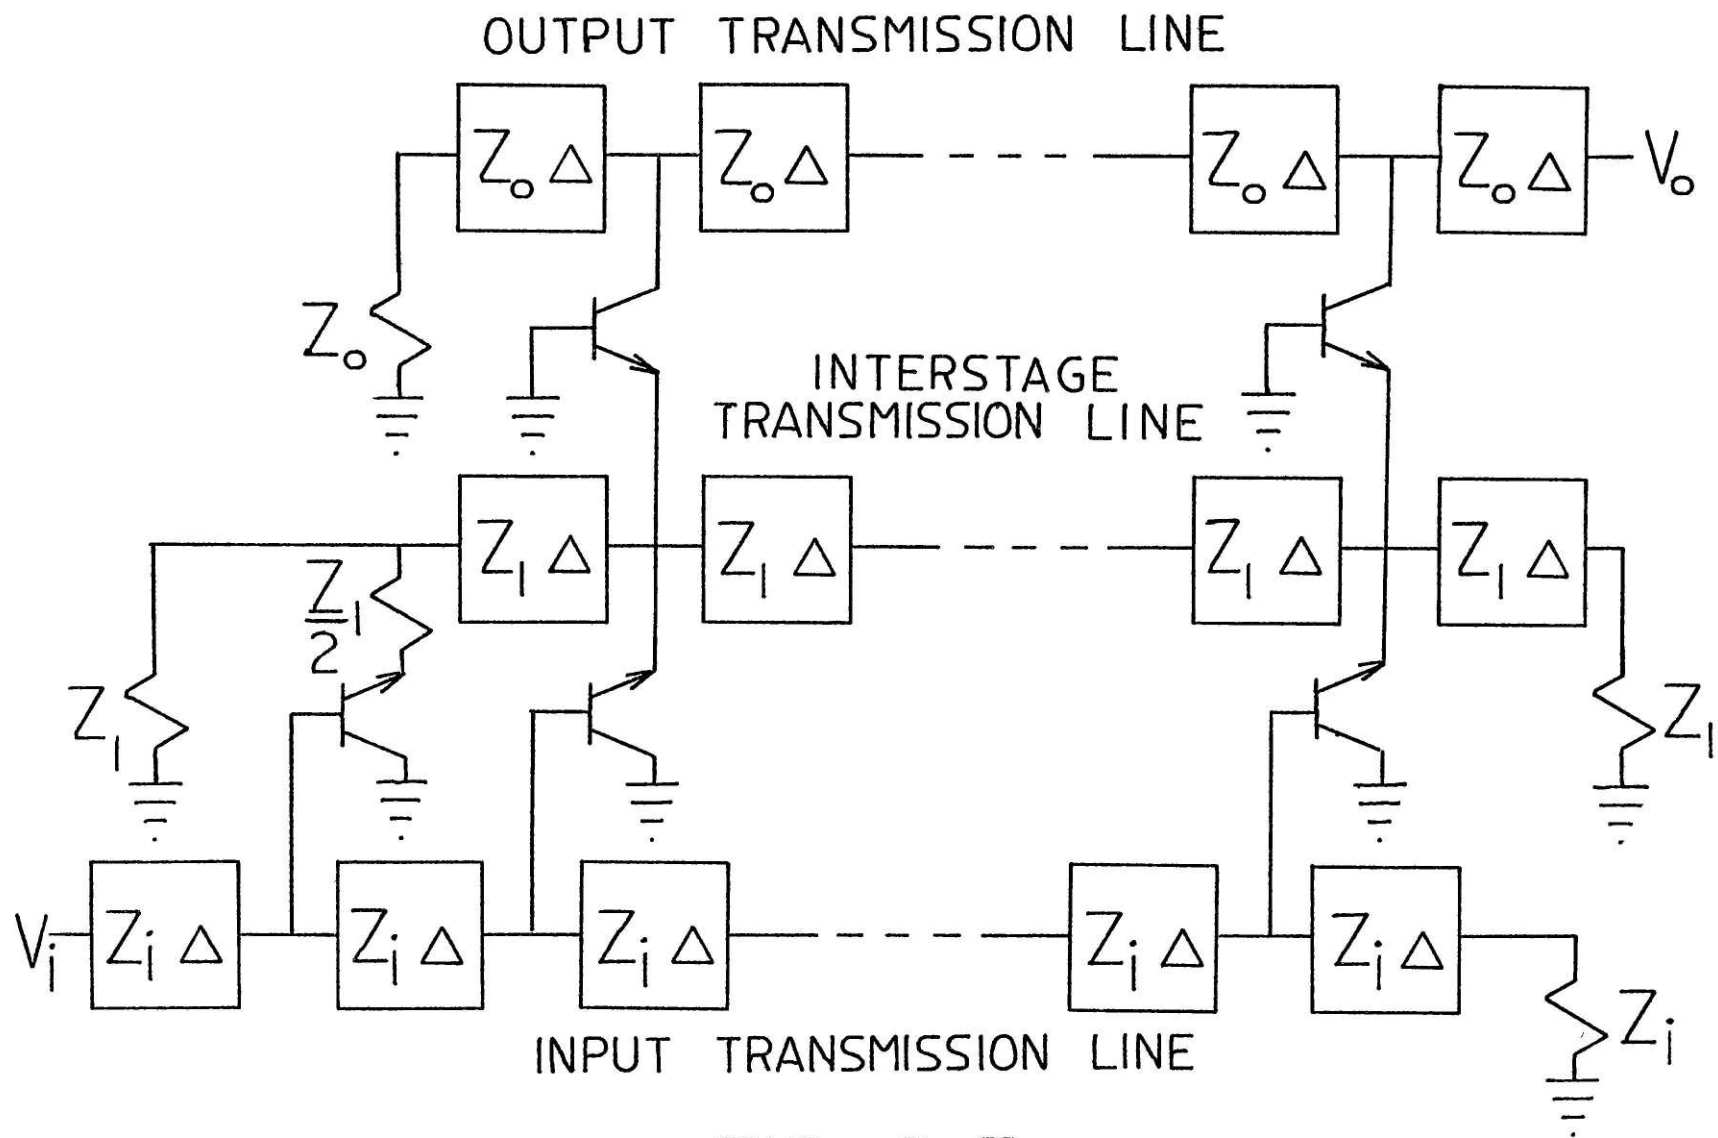 OUTPUT TRANSMISSION LINE
Z₀ Δ
Z₀ Δ
Z₀ Δ
Z₀ Δ
V₀
Z₀
INTERSTAGE
TRANSMISSION LINE
Z₁ Δ
Z₁ Δ
Z₁ Δ
Z₁ Δ
Z₁/2
Z₁
Z₁
Vᵢ
Zᵢ Δ
Zᵢ Δ
Zᵢ Δ
Zᵢ Δ
Zᵢ Δ
Zᵢ
INPUT TRANSMISSION LINE